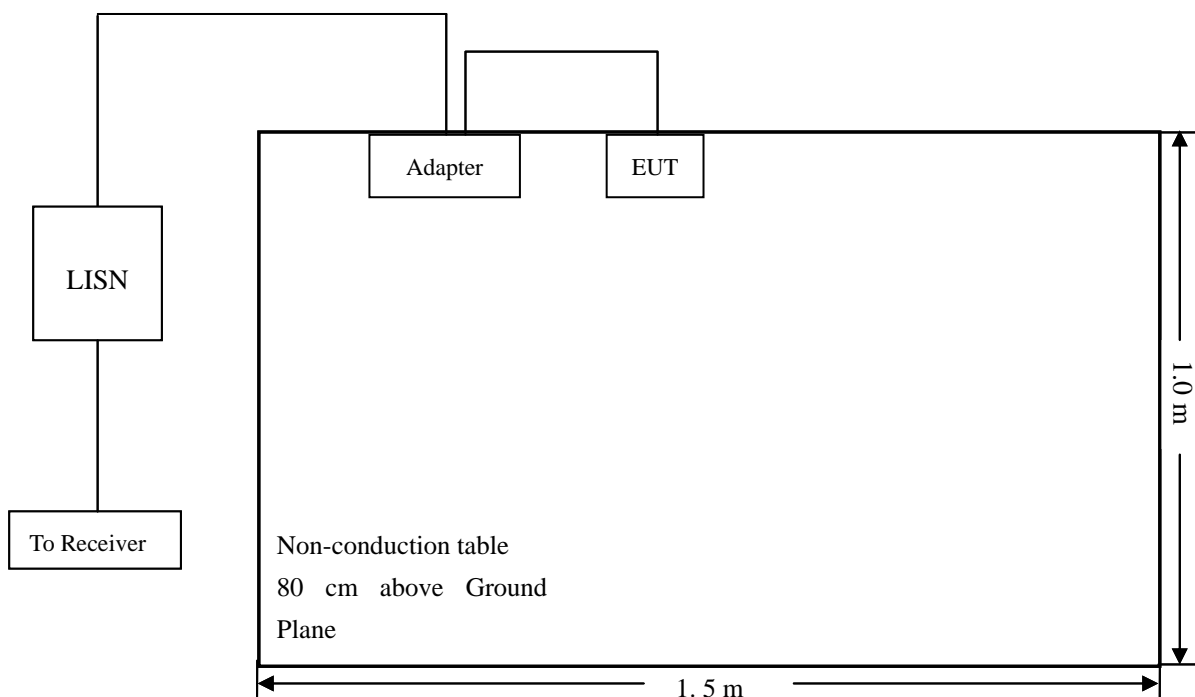 Adapter
EUT
LISN
1.0 m
To Receiver
Non-conduction table
80 cm above Ground
Plane
1. 5 m